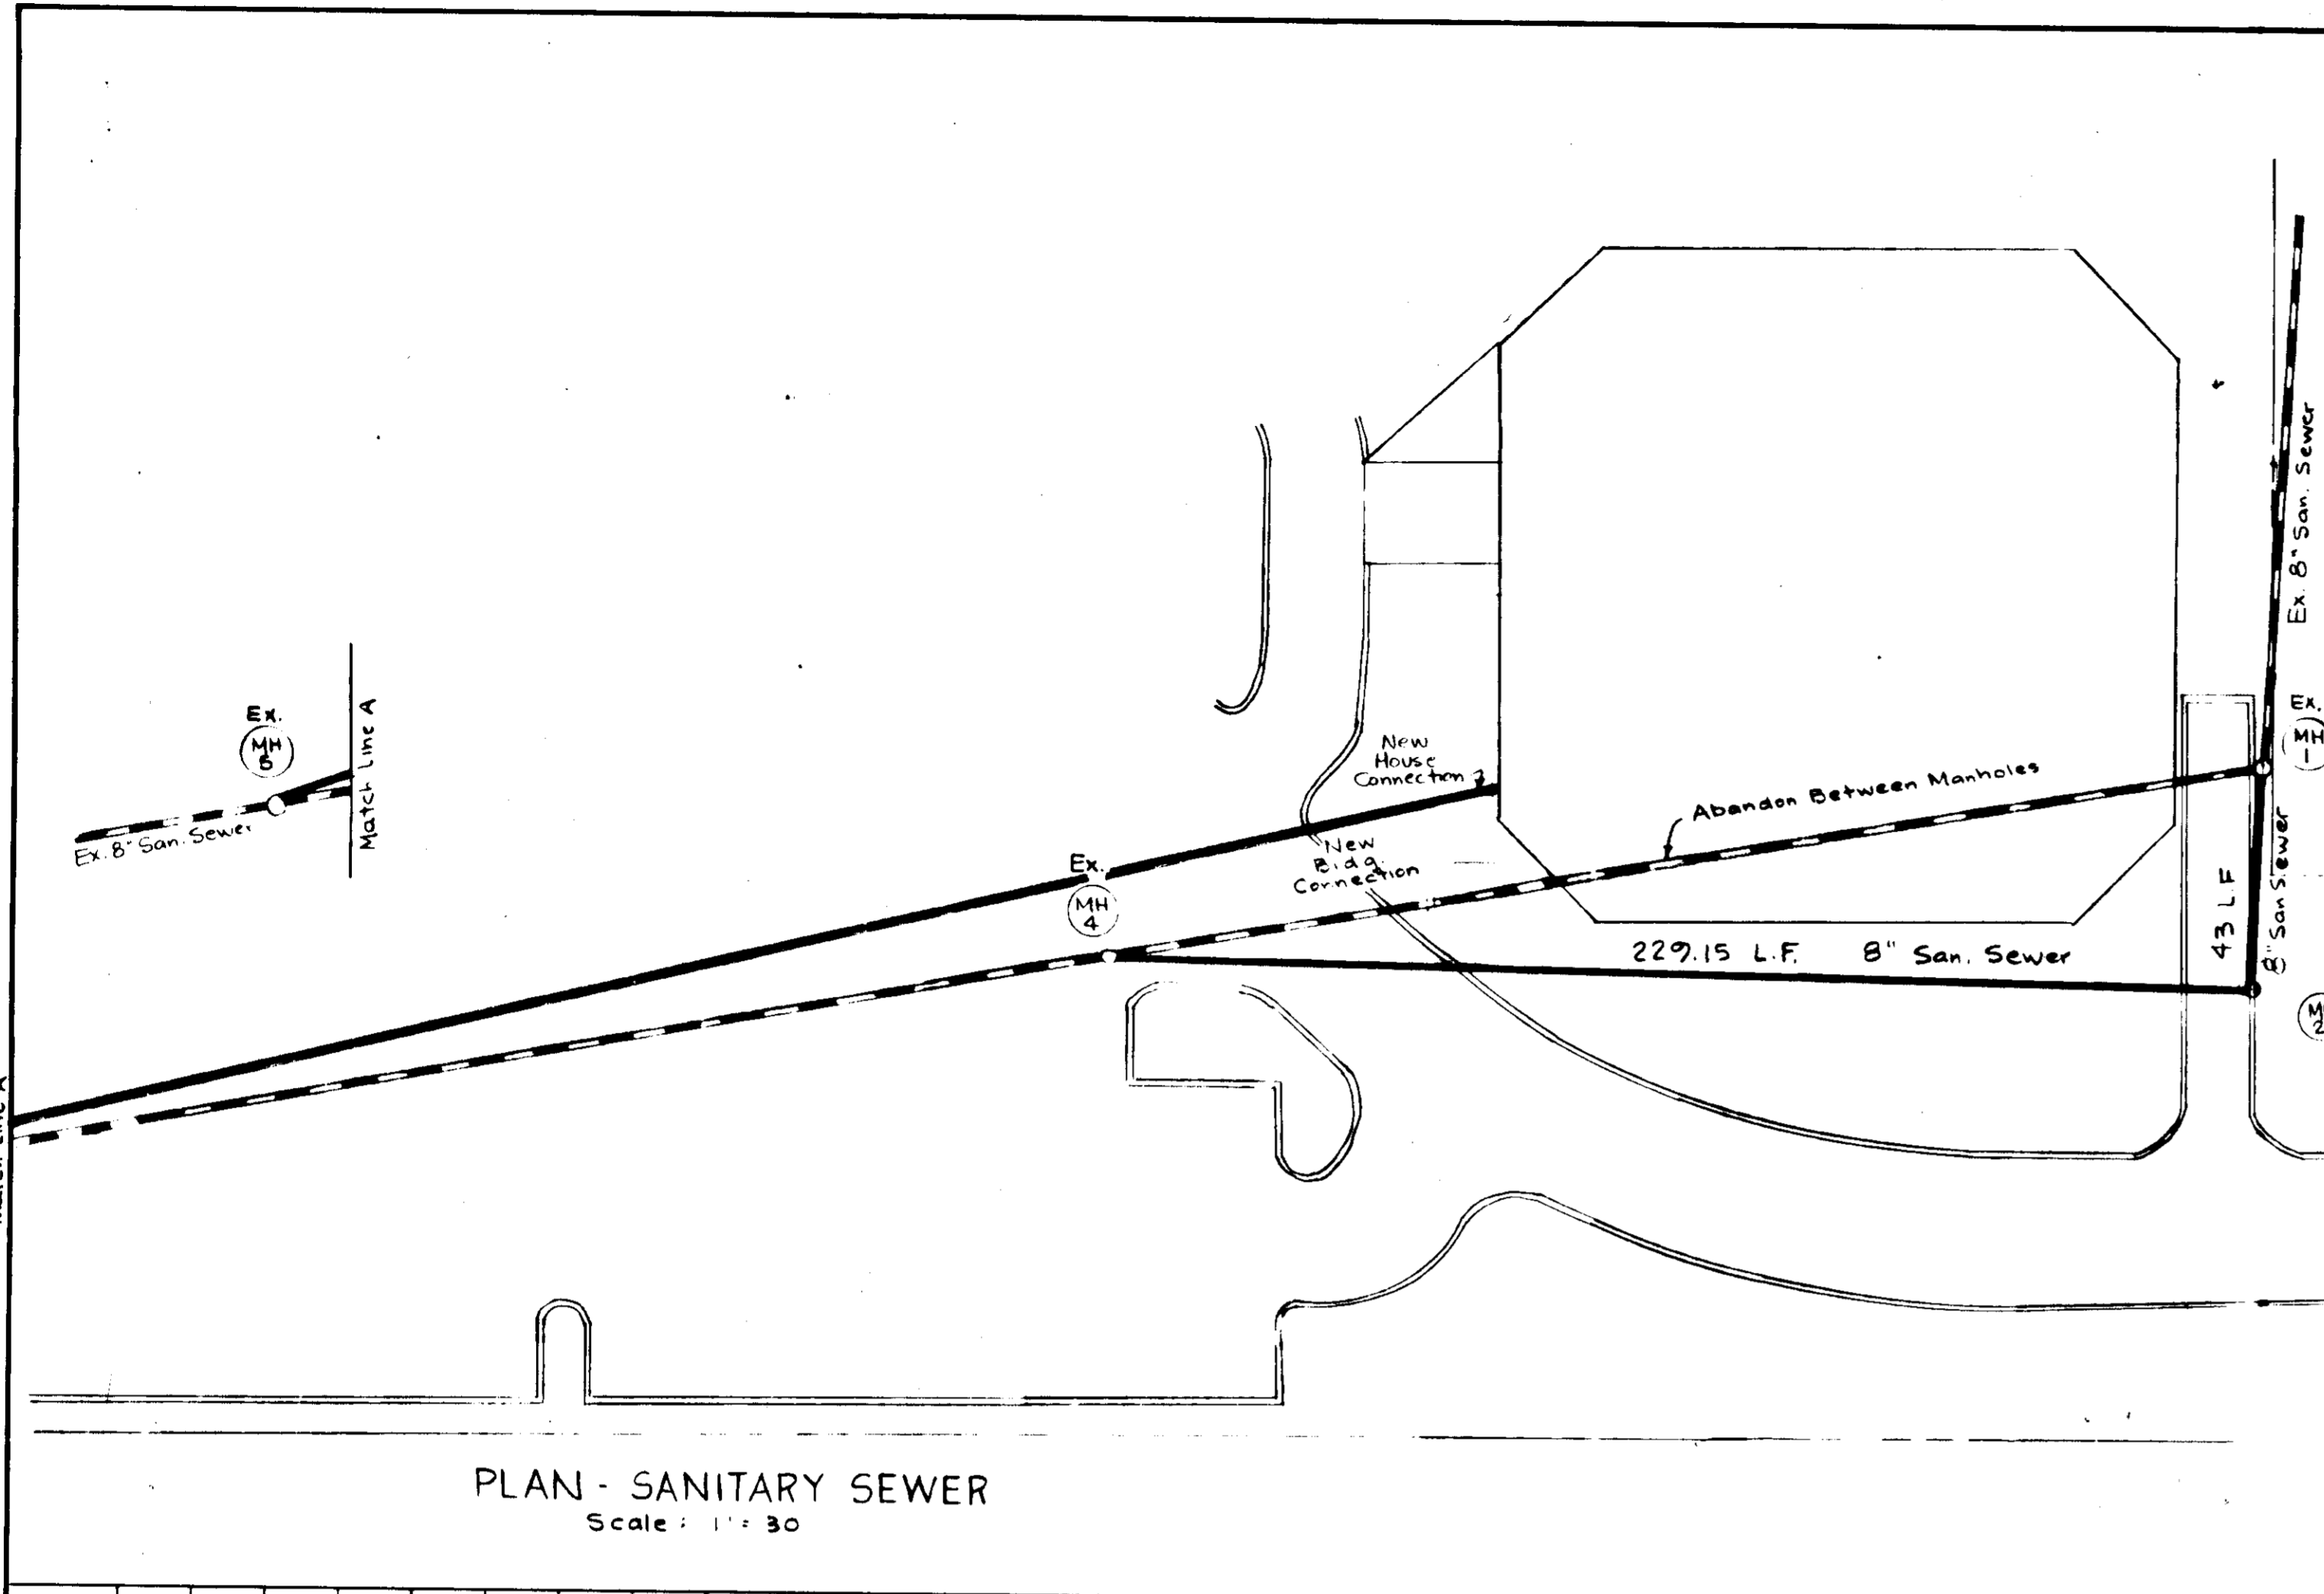 Ex.
MH
5
Match Line A
Ex. 8" San. Sewer
New
House
Connection
Ex.
MH
4
New
Bldg.
Connection
Abandon Between Manholes
229.15 L.F. 8" San. Sewer
43 L.F
8" San Sewer
Ex. 8" San. Sewer
Ex.
MH
1
M
2
PLAN - SANITARY SEWER
Scale : 1" = 30